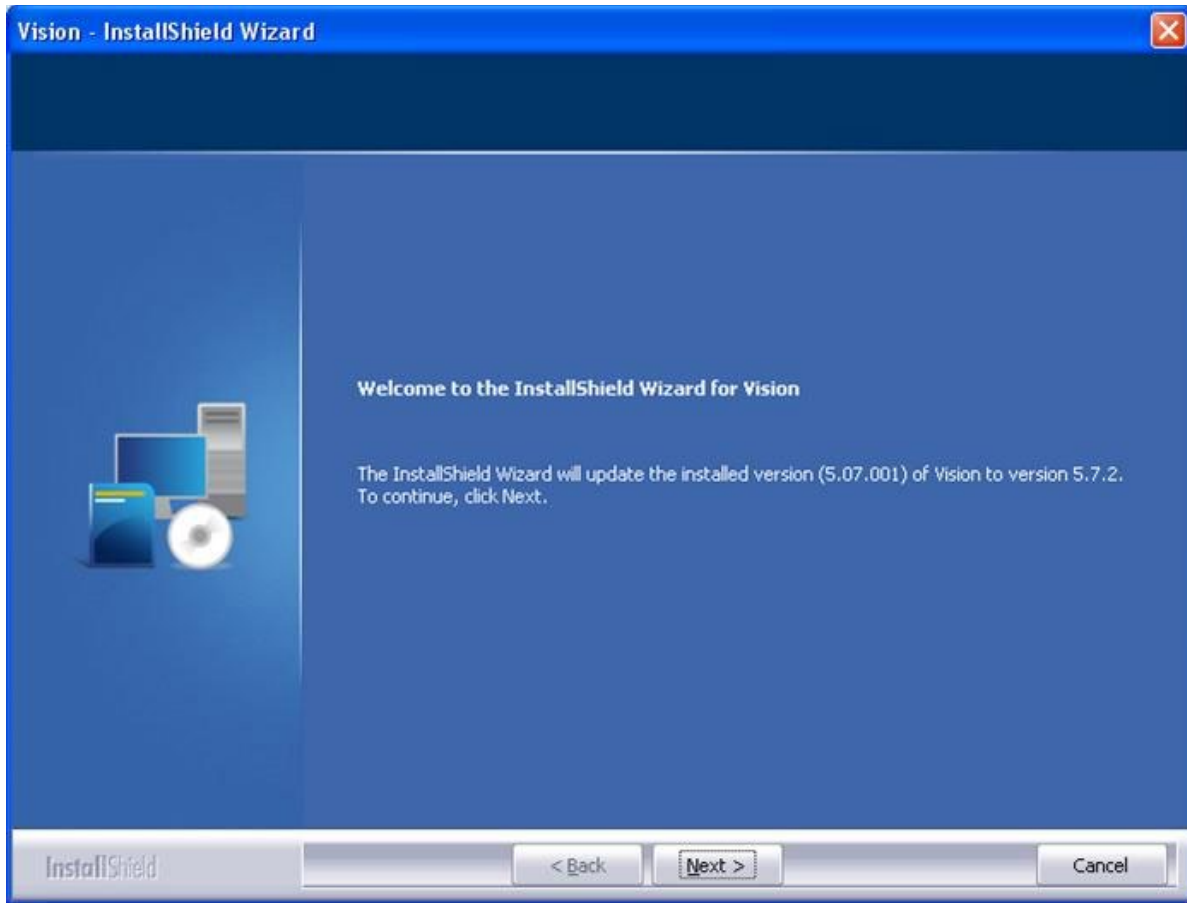 Vision - InstallShield Wizard
Welcome to the InstallShield Wizard for Vision
The InstallShield Wizard will update the installed version (5.07.001) of Vision to version 5.7.2.
To continue, click Next.
InstallShield
< Back
Next >
Cancel